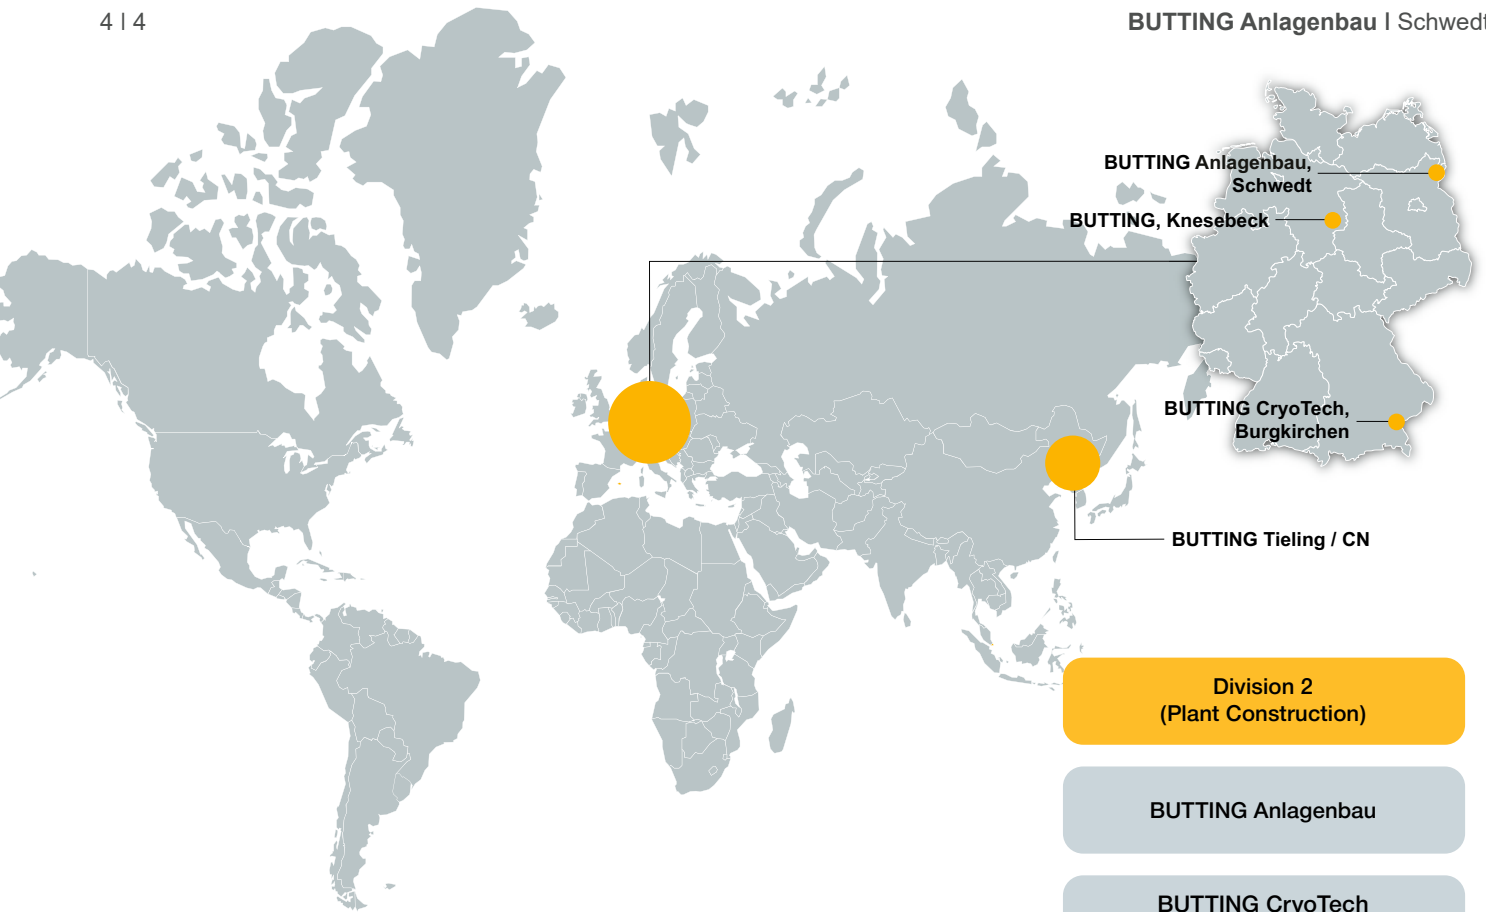 4 | 4
BUTTING Anlagenbau | Schwedt
BUTTING Anlagenbau,
Schwedt
BUTTING, Knesebeck
BUTTING CryoTech,
Burgkirchen
BUTTING Tieling / CN
Division 2
(Plant Construction)
BUTTING Anlagenbau
BUTTING CryoTech